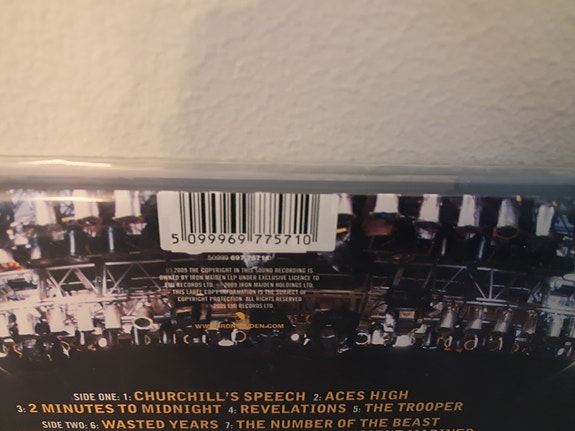 5 099969 775710
50999 697 7571
© 2009 THE COPYRIGHT IN THIS SOUND RECORDING IS
OWNED BY IRON MAIDEN LLP UNDER EXCLUSIVE LICENCE TO
EMI RECORDS LTD. © 2009 IRON MAIDEN HOLDINGS LTD.
THIS LABEL COPY INFORMATION IS THE SUBJECT OF
COPYRIGHT PROTECTION. ALL RIGHTS RESERVED
2009 EMI RECORDS LTD
WWW.IRONMAIDEN.COM
SIDE ONE: 1: CHURCHILL'S SPEECH 2: ACES HIGH
3: 2 MINUTES TO MIDNIGHT 4: REVELATIONS 5: THE TROOPER
SIDE TWO: 6: WASTED YEARS 7: THE NUMBER OF THE BEAST